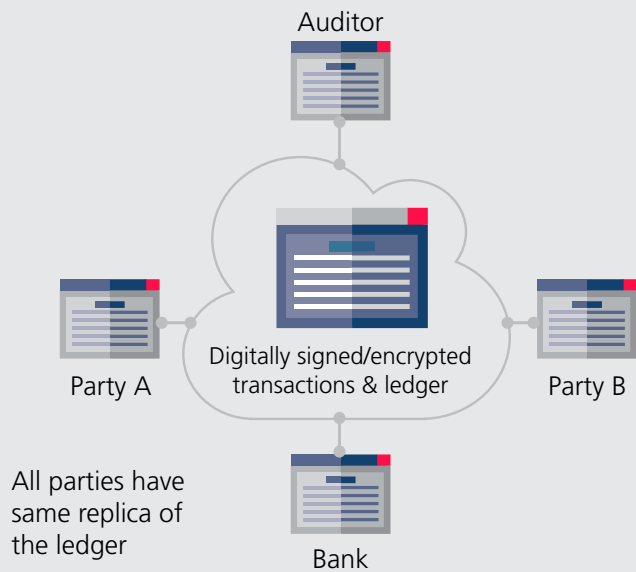 Auditor
Party A
Digitally signed/encrypted
transactions & ledger
Party B
All parties have
same replica of
the ledger
Bank